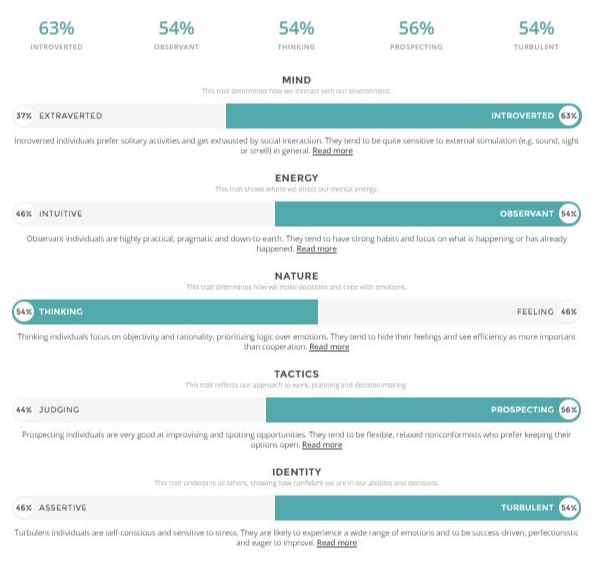 63% 54% 54% 56% 54%
INTROVERTED OBSERVANT THINKING PROSPECTING TURBULENT
MIND
This trait determines how we interact with our environment.
37% EXTRAVERTED INTROVERTED 63%
Introverted individuals prefer solitary activities and get exhausted by social interaction. They tend to be quite sensitive to external stimulation (e.g. sound, sight
or smell) in general. Read more
ENERGY
This trait shows where we direct our mental energy.
46% INTUITIVE OBSERVANT 54%
Observant individuals are highly practical, pragmatic and down-to-earth. They tend to have strong habits and focus on what is happening or has already
happened. Read more
NATURE
This trait determines how we make decisions and cope with emotions.
54% THINKING FEELING 46%
Thinking individuals focus on objectivity and rationality, prioritizing logic over emotions. They tend to hide their feelings and see efficiency as more important
than cooperation. Read more
TACTICS
This trait reflects our approach to work, planning and decision-making.
44% JUDGING PROSPECTING 56%
Prospecting individuals are very good at improvising and spotting opportunities. They tend to be flexible, relaxed nonconformists who prefer keeping their
options open. Read more
IDENTITY
This trait underpins all others, showing how confident we are in our abilities and decisions.
46% ASSERTIVE TURBULENT 54%
Turbulent individuals are self-conscious and sensitive to stress. They are likely to experience a wide range of emotions and to be success-driven, perfectionistic
and eager to improve. Read more